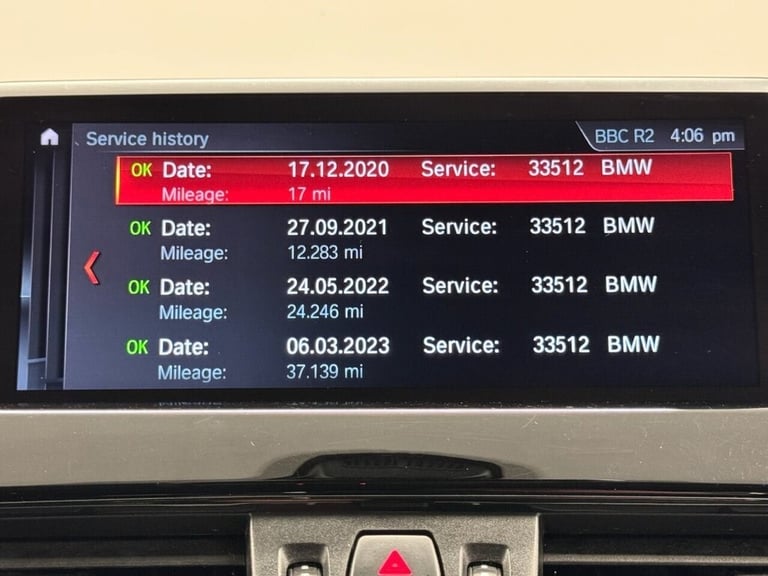 Service history BBC R2 4:06 pm
OK Date: 17.12.2020 Service: 33512 BMW
Mileage: 17 mi
OK Date: 27.09.2021 Service: 33512 BMW
Mileage: 12.283 mi
OK Date: 24.05.2022 Service: 33512 BMW
Mileage: 24.246 mi
OK Date: 06.03.2023 Service: 33512 BMW
Mileage: 37.139 mi